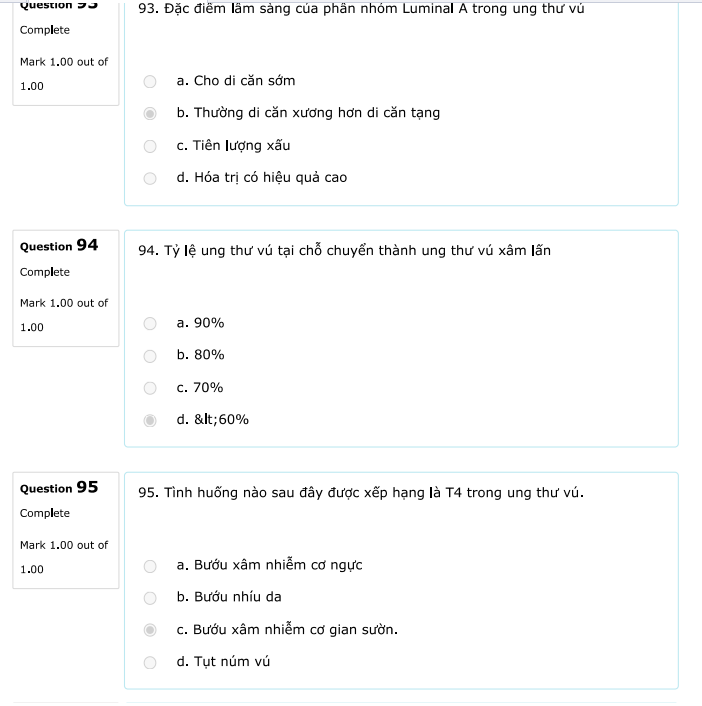 Question 93
93. Đặc điểm lâm sàng của phân nhóm Luminal A trong ung thư vú
Complete
Mark 1.00 out of
1.00
a. Cho di căn sớm
b. Thường di căn xương hơn di căn tạng
c. Tiên lượng xấu
d. Hóa trị có hiệu quả cao
Question 94
Complete
Mark 1.00 out of
1.00
94. Tỷ lệ ung thư vú tại chỗ chuyển thành ung thư vú xâm lấn
a. 90%
b. 80%
c. 70%
d. &lt;60%
Question 95
Complete
Mark 1.00 out of
1.00
95. Tình huống nào sau đây được xếp hạng là T4 trong ung thư vú.
a. Bướu xâm nhiễm cơ ngực
b. Bướu nhíu da
c. Bướu xâm nhiễm cơ gian sườn.
d. Tụt núm vú